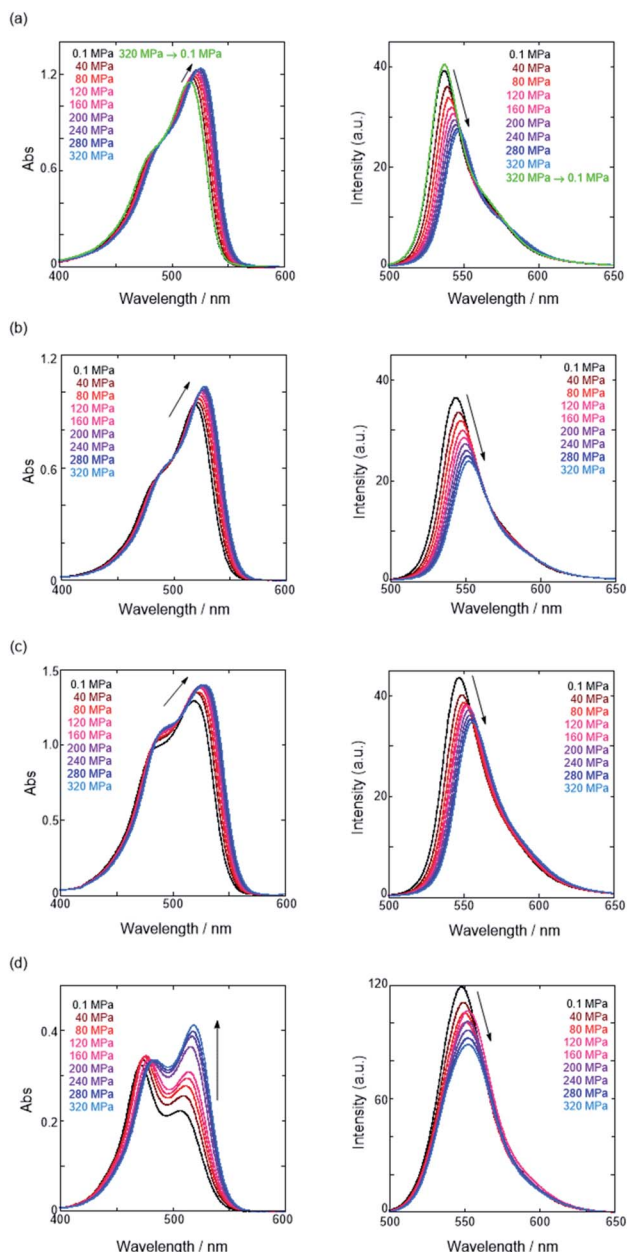 (a)
0.1 MPa 320 MPa → 0.1 MPa
40 MPa
80 MPa
120 MPa
160 MPa
200 MPa
240 MPa
280 MPa
320 MPa
1.2
0.6
0
Abs
400
500
600
Wavelength / nm
40
20
0
Intensity (a.u.)
0.1 MPa
40 MPa
80 MPa
120 MPa
160 MPa
200 MPa
240 MPa
280 MPa
320 MPa
320 MPa → 0.1 MPa
500
550
600
650
Wavelength / nm
(b)
1.2
0.6
0
Abs
0.1 MPa
40 MPa
80 MPa
120 MPa
160 MPa
200 MPa
240 MPa
280 MPa
320 MPa
400
500
600
Wavelength / nm
40
20
0
Intensity (a.u.)
0.1 MPa
40 MPa
80 MPa
120 MPa
160 MPa
200 MPa
240 MPa
280 MPa
320 MPa
500
550
600
650
Wavelength / nm
(c)
1.5
1.0
0.5
0
Abs
0.1 MPa
40 MPa
80 MPa
120 MPa
160 MPa
200 MPa
240 MPa
280 MPa
320 MPa
400
500
600
Wavelength / nm
40
20
0
Intensity (a.u.)
0.1 MPa
40 MPa
80 MPa
120 MPa
160 MPa
200 MPa
240 MPa
280 MPa
320 MPa
500
550
600
650
Wavelength / nm
(d)
0.4
0.2
0
Abs
0.1 MPa
40 MPa
80 MPa
120 MPa
160 MPa
200 MPa
240 MPa
280 MPa
320 MPa
400
500
600
Wavelength / nm
120
60
0
Intensity (a.u.)
0.1 MPa
40 MPa
80 MPa
120 MPa
160 MPa
200 MPa
240 MPa
280 MPa
320 MPa
500
550
600
650
Wavelength / nm